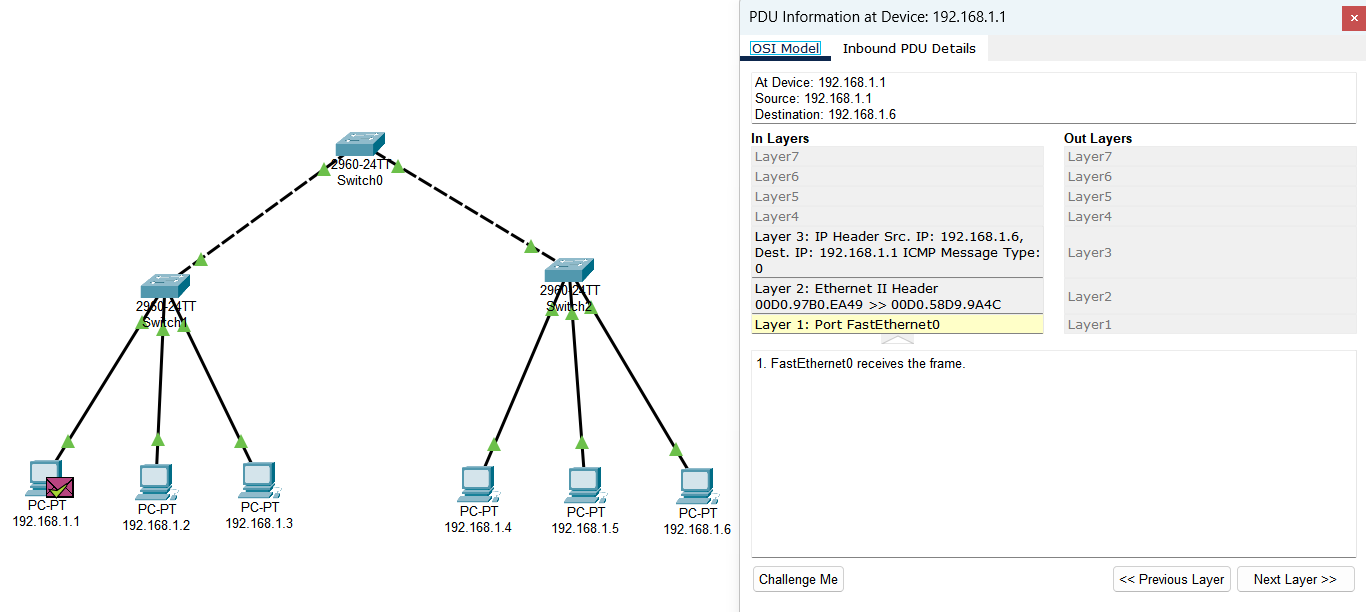 2960-24TT
Switch0
2960-24TT
Switch1
2960-24TT
Switch2
PC-PT
192.168.1.1
PC-PT
192.168.1.2
PC-PT
192.168.1.3
PC-PT
192.168.1.4
PC-PT
192.168.1.5
PC-PT
192.168.1.6
PDU Information at Device: 192.168.1.1
OSI Model Inbound PDU Details
At Device: 192.168.1.1
Source: 192.168.1.1
Destination: 192.168.1.6
In Layers
Layer7
Layer6
Layer5
Layer4
Layer 3: IP Header Src. IP: 192.168.1.6,
Dest. IP: 192.168.1.1 ICMP Message Type:
0
Layer 2: Ethernet II Header
00D0.97B0.EA49 >> 00D0.58D9.9A4C
Layer 1: Port FastEthernet0
Out Layers
Layer7
Layer6
Layer5
Layer4
Layer3
Layer2
Layer1
1. FastEthernet0 receives the frame.
Challenge Me << Previous Layer Next Layer >>